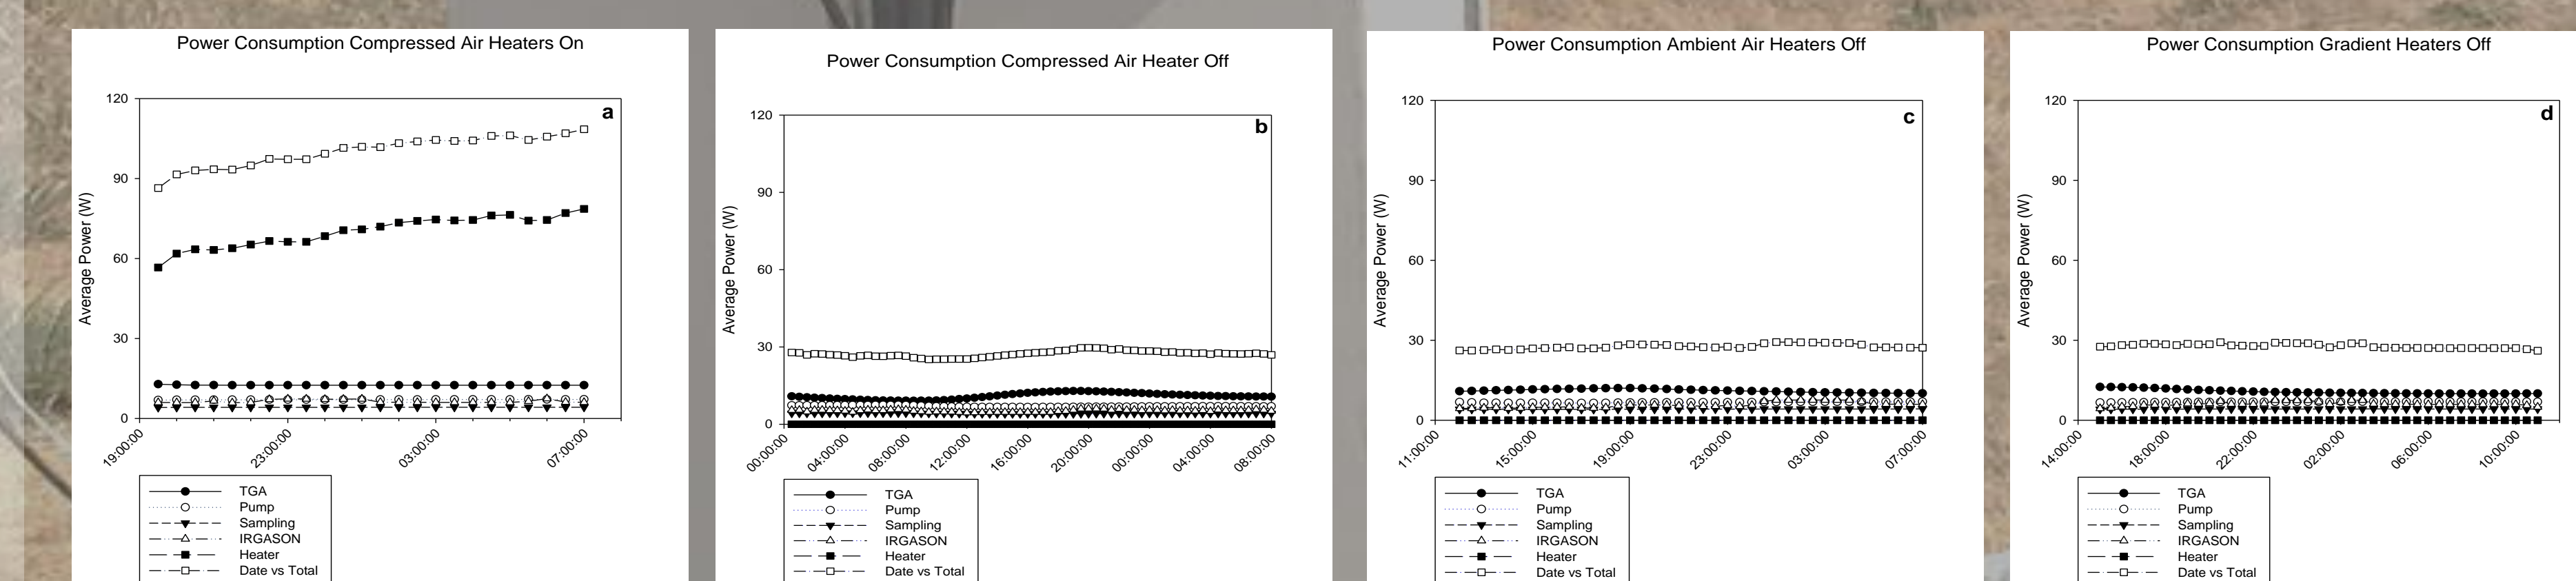 Power Consumption Compressed Air Heaters On
a
Average Power (W)
120
90
60
30
0
19:00:00
23:00:00
03:00:00
07:00:00
TGA
Pump
Sampling
IRGASON
Heater
Date vs Total
Power Consumption Compressed Air Heater Off
b
Average Power (W)
120
90
60
30
0
00:00:00
04:00:00
08:00:00
12:00:00
16:00:00
20:00:00
00:00:00
04:00:00
08:00:00
TGA
Pump
Sampling
IRGASON
Heater
Date vs Total
Power Consumption Ambient Air Heaters Off
c
Average Power (W)
120
90
60
30
0
11:00:00
15:00:00
19:00:00
23:00:00
03:00:00
07:00:00
TGA
Pump
Sampling
IRGASON
Heater
Date vs Total
Power Consumption Gradient Heaters Off
d
Average Power (W)
120
90
60
30
0
14:00:00
18:00:00
22:00:00
02:00:00
06:00:00
10:00:00
TGA
Pump
Sampling
IRGASON
Heater
Date vs Total